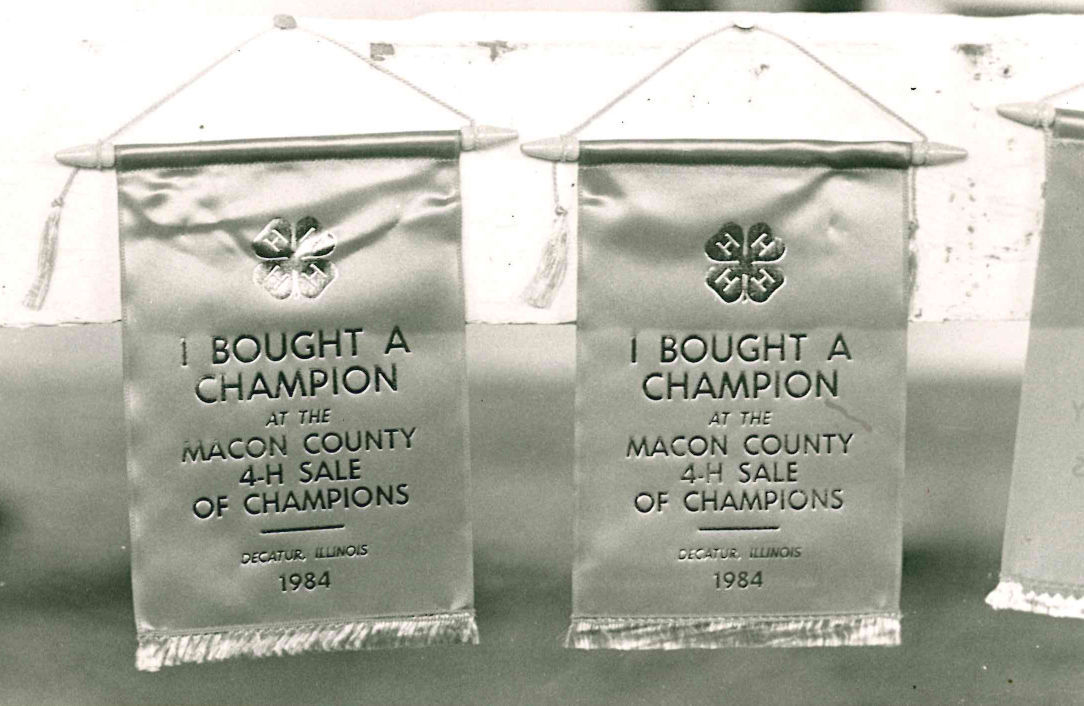 H H H H
I BOUGHT A
CHAMPION
AT THE
MACON COUNTY
4-H SALE
OF CHAMPIONS
DECATUR, ILLINOIS
1984
H H
H H
I BOUGHT A
CHAMPION
AT THE
MACON COUNTY
4-H SALE
OF CHAMPIONS
DECATUR, ILLINOIS
1984